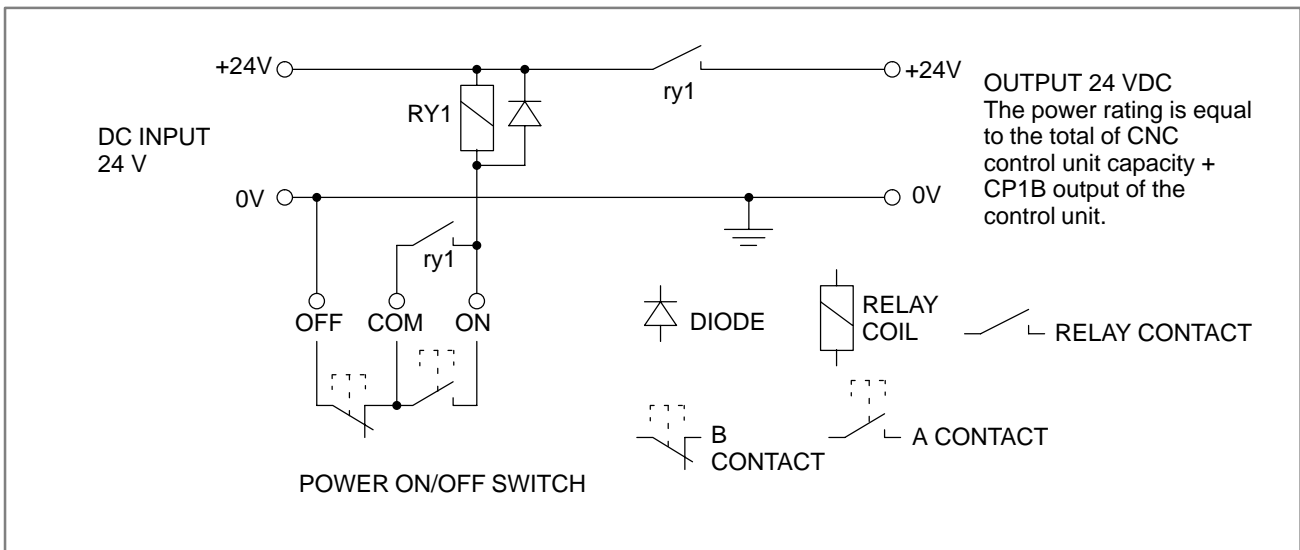 +24V
ry1
+24V
RY1
DC INPUT
24 V
OUTPUT 24 VDC
The power rating is equal
to the total of CNC
control unit capacity +
CP1B output of the
control unit.
0V
0V
ry1
OFF
COM
ON
DIODE
RELAY
COIL
RELAY CONTACT
B
CONTACT
A CONTACT
POWER ON/OFF SWITCH